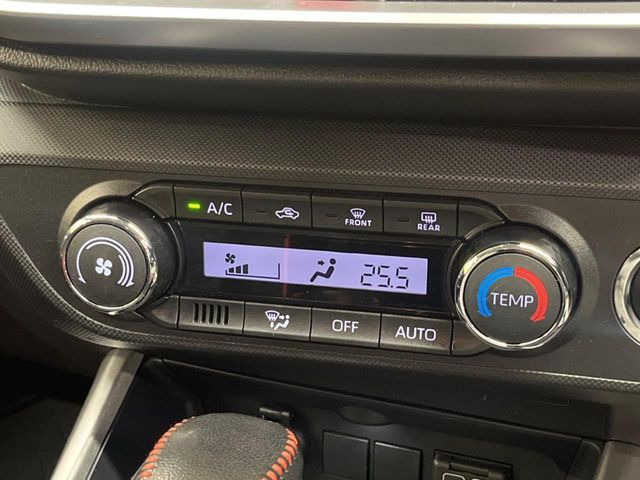 A/C
FRONT
REAR
25.5
TEMP
OFF
AUTO